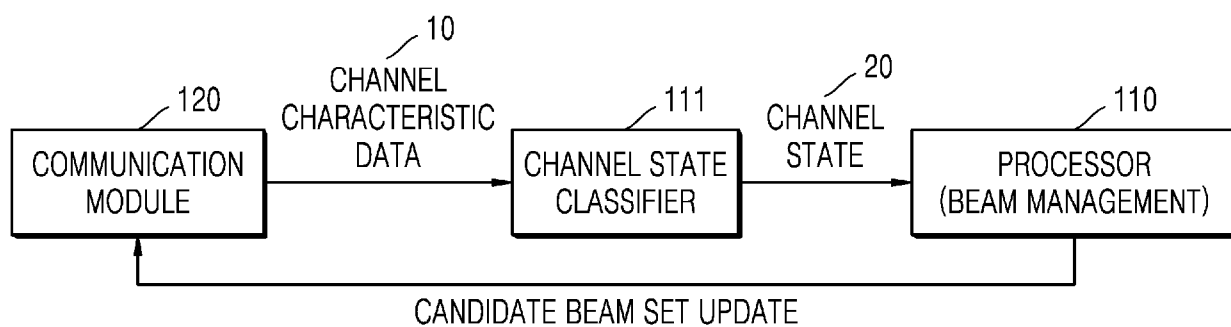 10
CHANNEL
CHARACTERISTIC
DATA
20
CHANNEL
STATE
120
COMMUNICATION
MODULE
111
CHANNEL STATE
CLASSIFIER
110
PROCESSOR
(BEAM MANAGEMENT)
CANDIDATE BEAM SET UPDATE